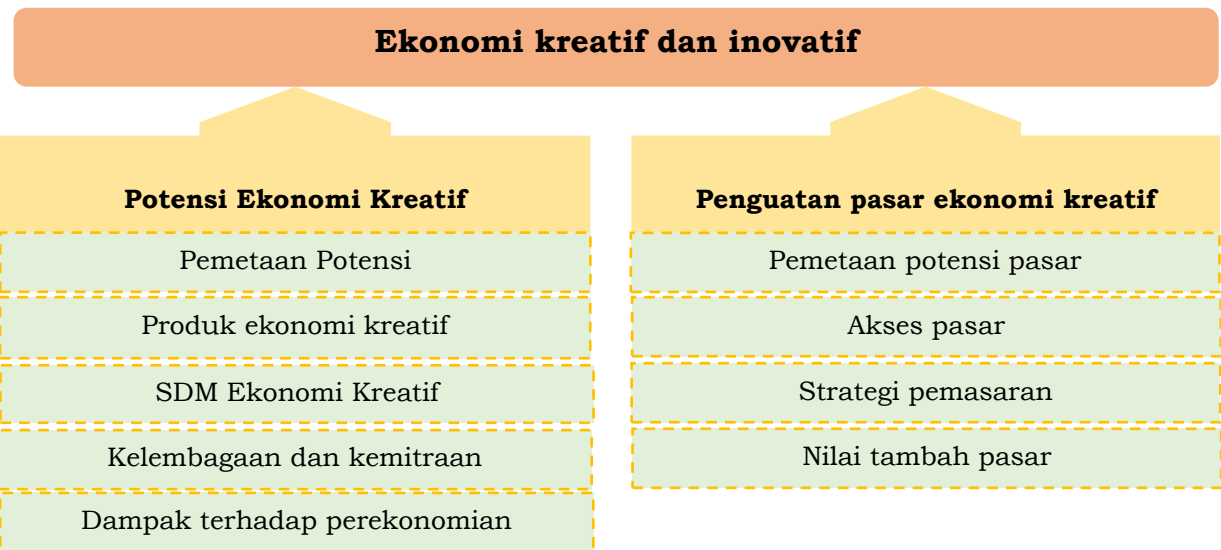 Ekonomi kreatif dan inovatif
Potensi Ekonomi Kreatif
Pemetaan Potensi
Produk ekonomi kreatif
SDM Ekonomi Kreatif
Kelembagaan dan kemitraan
Dampak terhadap perekonomian
Penguatan pasar ekonomi kreatif
Pemetaan potensi pasar
Akses pasar
Strategi pemasaran
Nilai tambah pasar